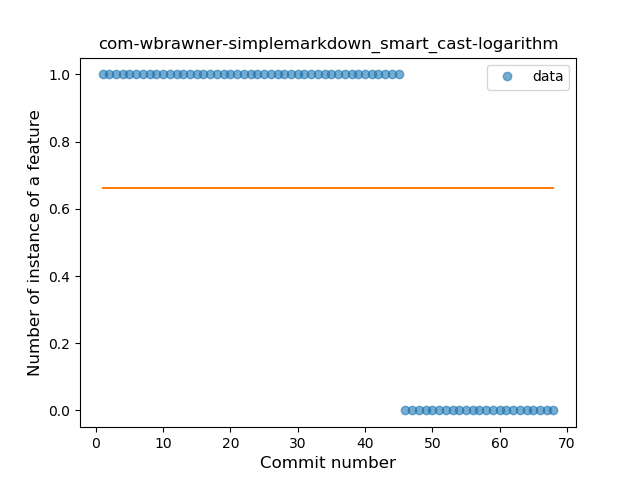 com-wbrawner-simplemarkdown_smart_cast-logarithm
data
Number of instance of a feature
1.0
0.8
0.6
0.4
0.2
0.0
0 10 20 30 40 50 60 70
Commit number